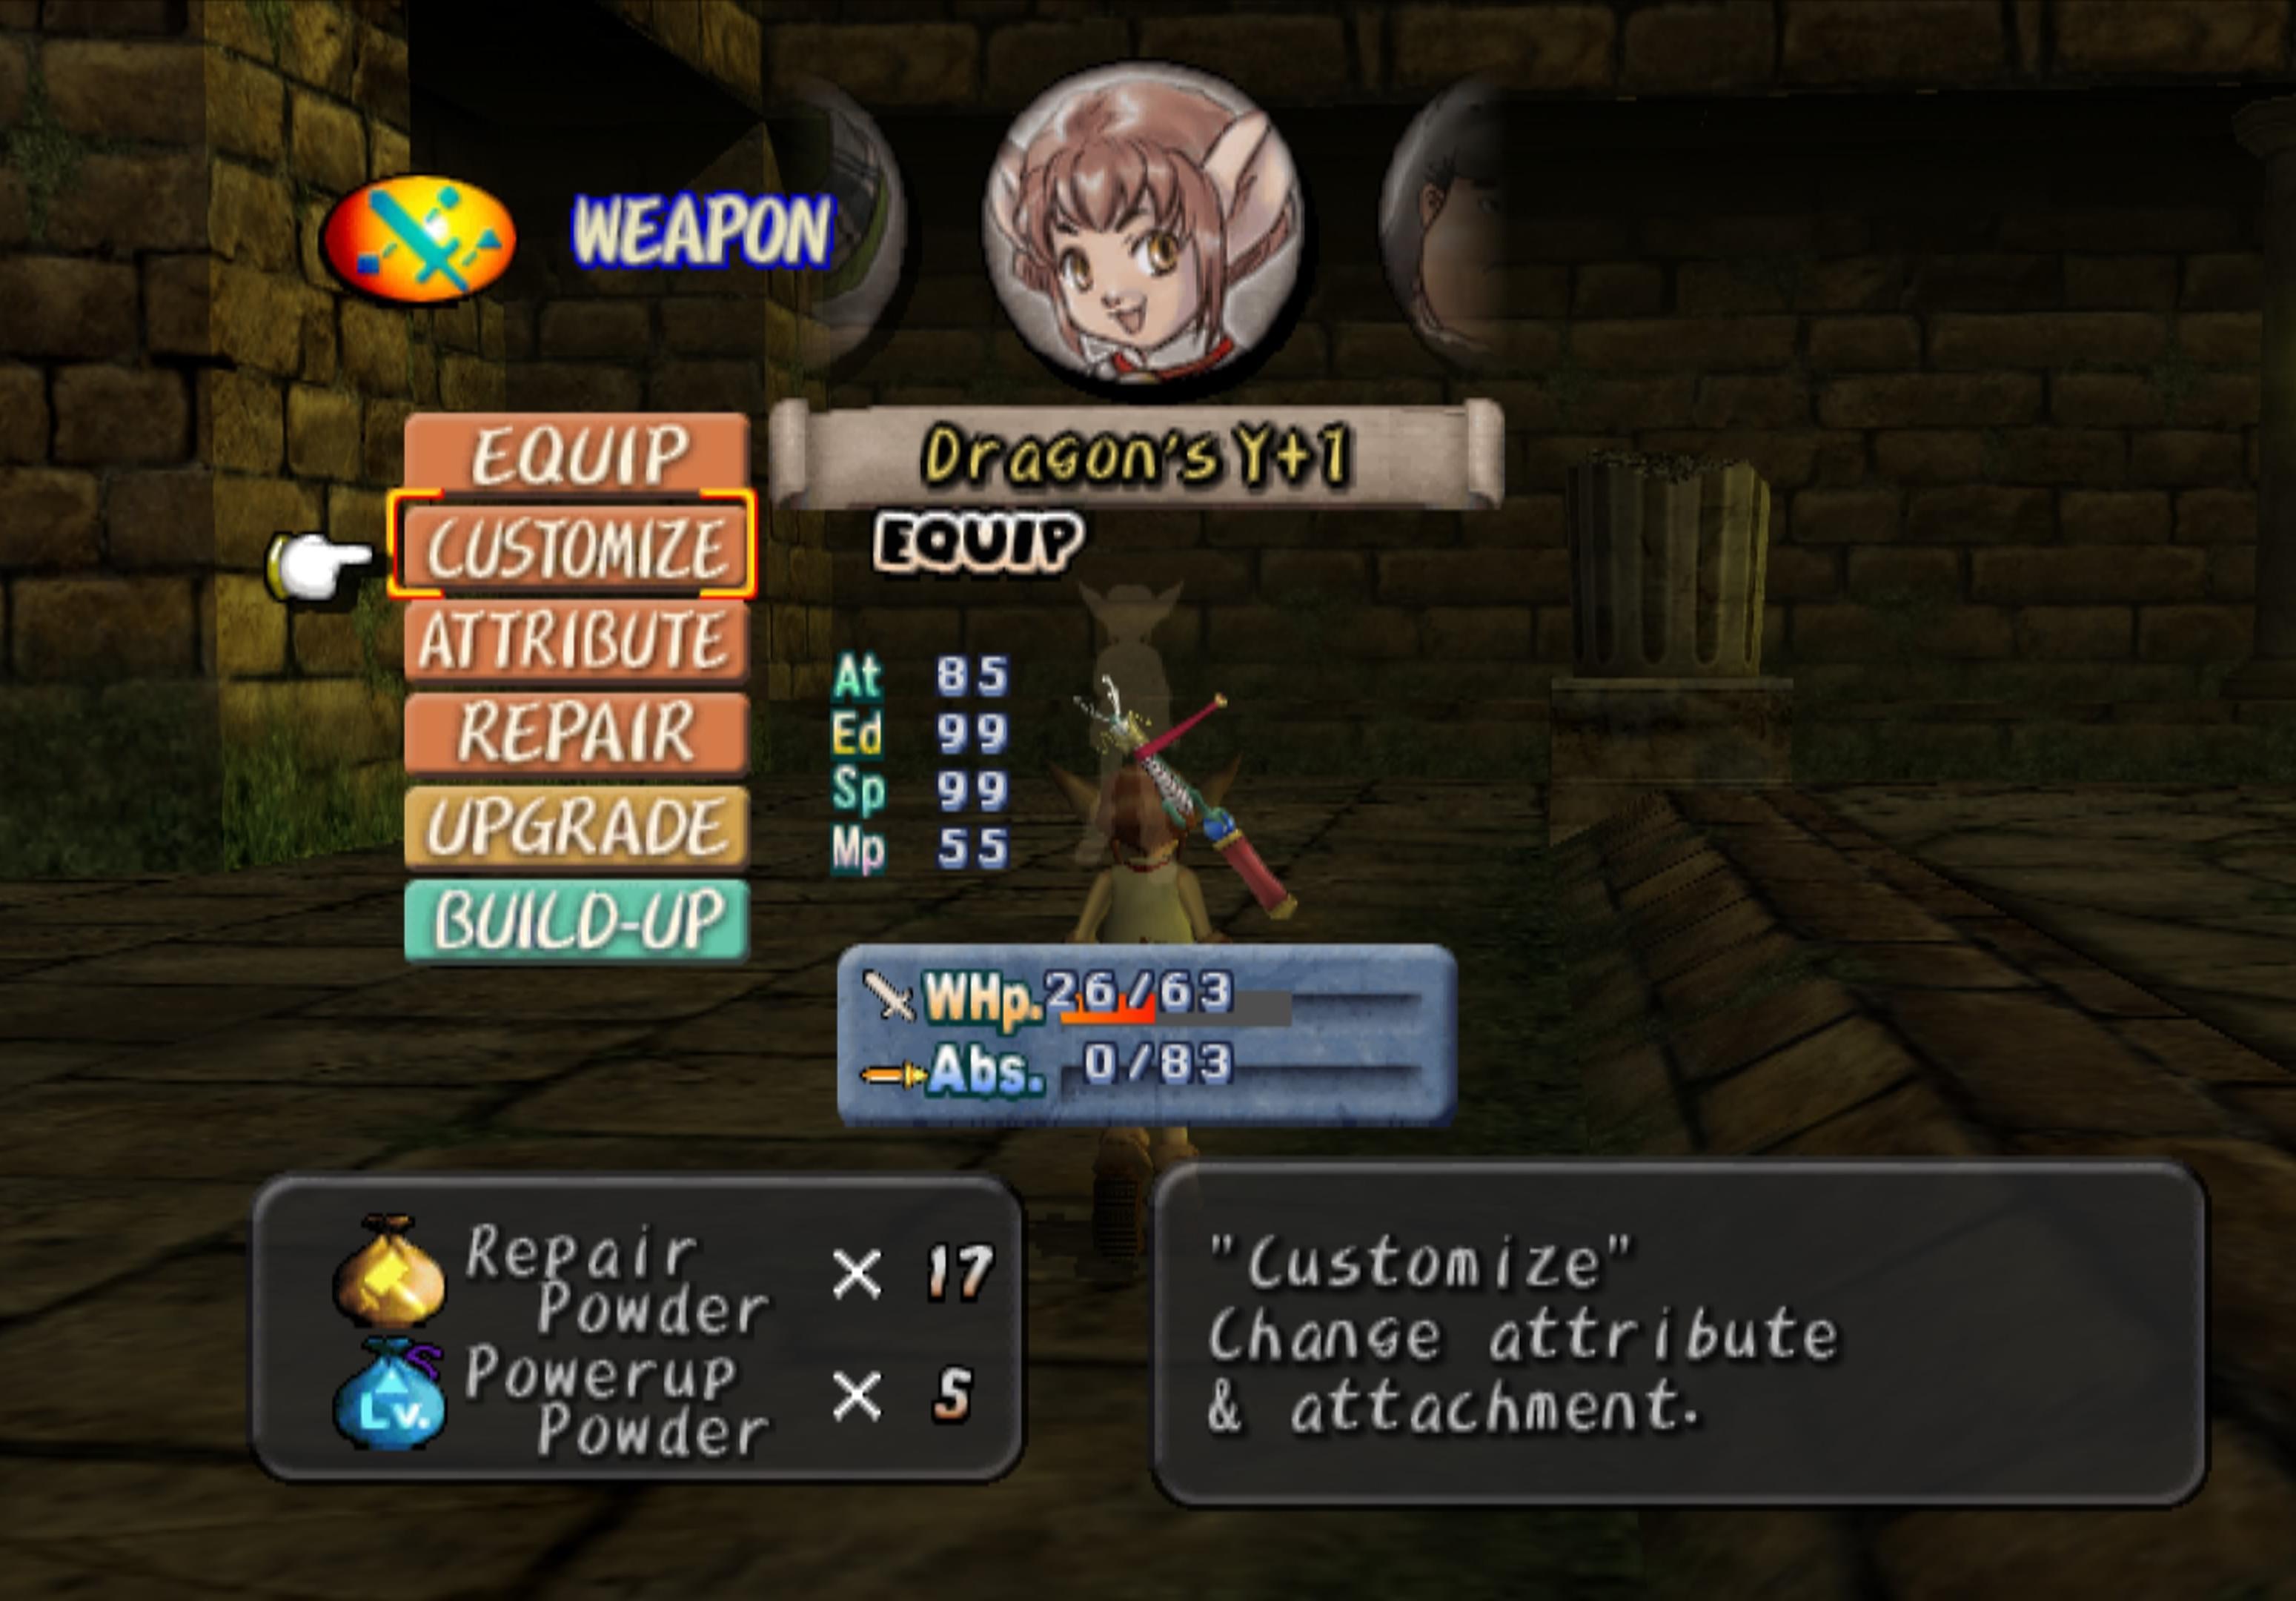 WEAPON
Dragon's Y+1
EQUIP
EQUIP
CUSTOMIZE
ATTRIBUTE
REPAIR
UPGRADE
BUILD-UP
At 85
Ed 99
Sp 99
Mp 55
WHp. 26/63
Abs. 0/83
Repair
Powder × 17
Powerup
Powder × 5
Lv.
"Customize"
Change attribute
& attachment.